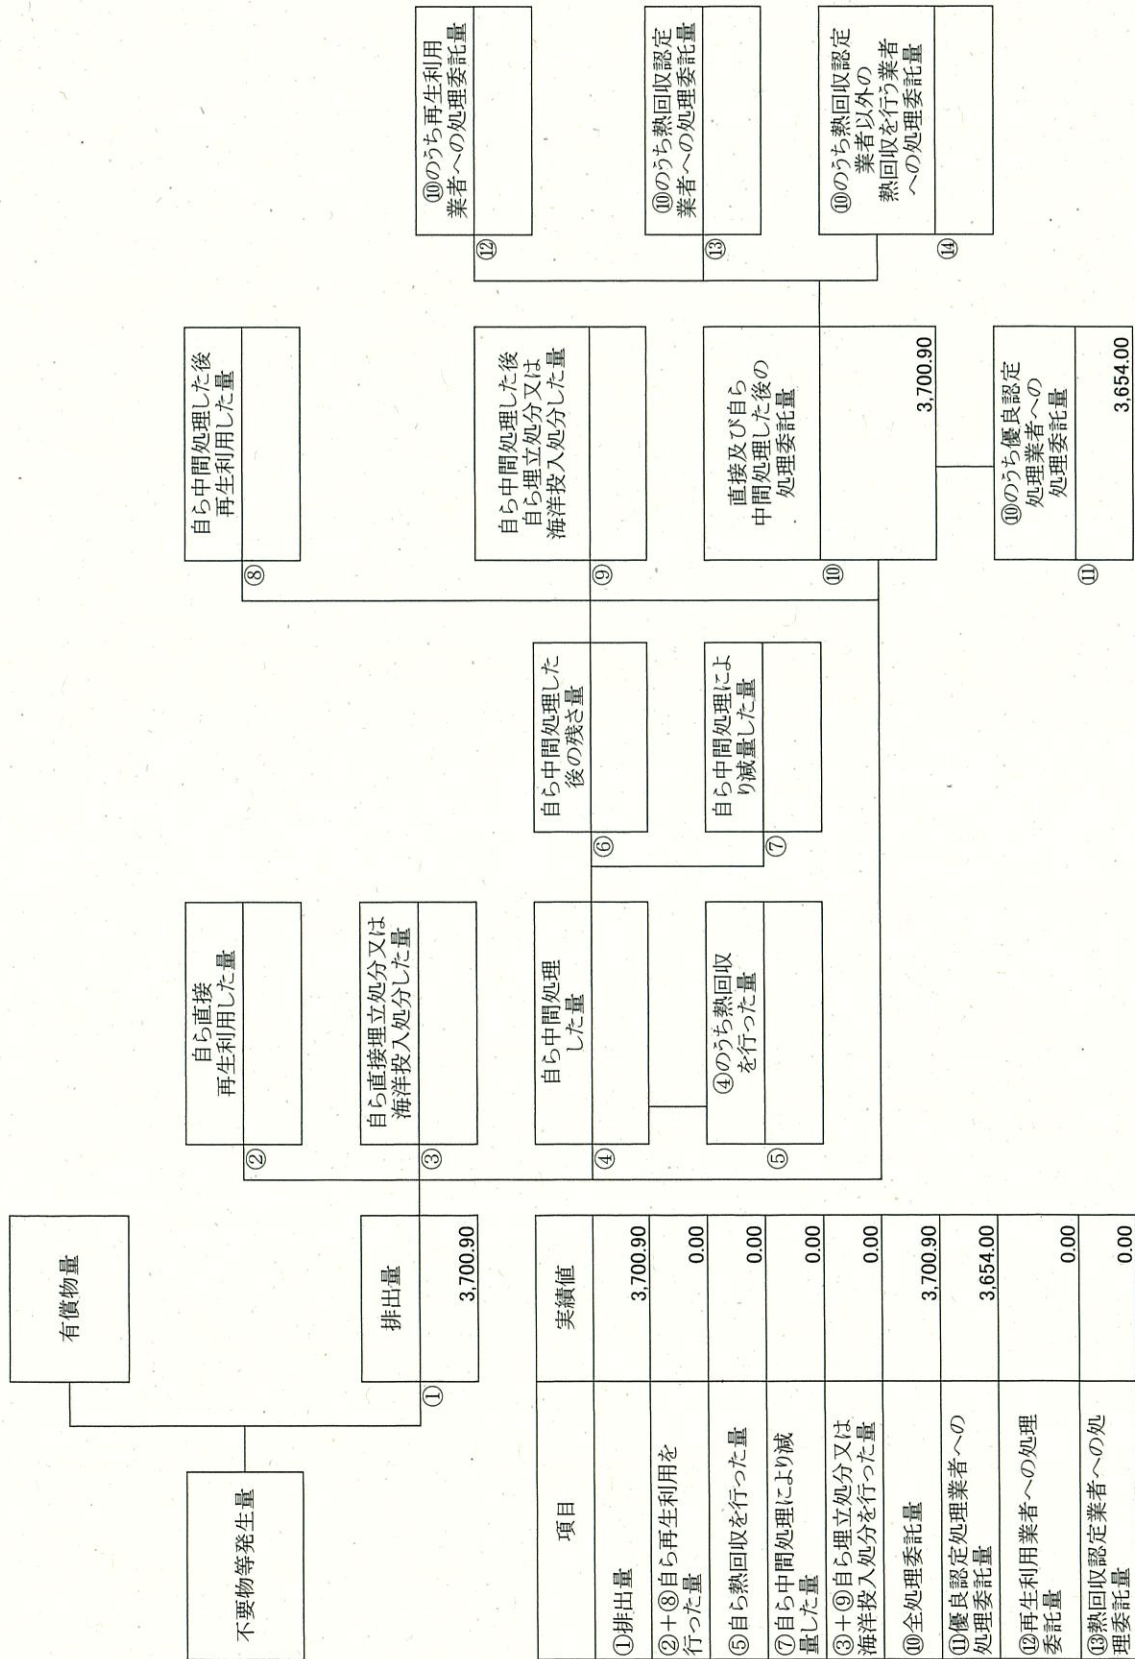 不要物等発生量
有償物量
排出量
①
3,700.90
自ら直接
再生利用した量
②
自ら直接埋立処分又は
海洋投入処分した量
③
自ら中間処理
した量
④
④のうち熱回収
を行った量
⑤
自ら中間処理した
後の残さ量
⑥
自ら中間処理によ
り減量した量
⑦
自ら中間処理した後
再生利用した量
⑧
自ら中間処理した後
自ら埋立処分又は
海洋投入処分した量
⑨
直接及び自ら
中間処理した後の
処理委託量
⑩
3,700.90
⑩のうち優良認定
処理業者への
処理委託量
⑪
3,654.00
⑩のうち再生利用
業者への処理委託量
⑫
⑩のうち熱回収認定
業者への処理委託量
⑬
⑩のうち熱回収認定
業者以外の
熱回収を行う業者
への処理委託量
⑭
項目 実績値
①排出量 3,700.90
②+⑧自ら再生利用を
行った量 0.00
⑤自ら熱回収を行った量 0.00
⑦自ら中間処理により減
量した量 0.00
③+⑨自ら埋立処分又は
海洋投入処分を行った量 0.00
⑩全処理委託量 3,700.90
⑪優良認定処理業者への
処理委託量 3,654.00
⑫再生利用業者への処理
委託量 0.00
⑬熱回収認定業者への処
理委託量 0.00